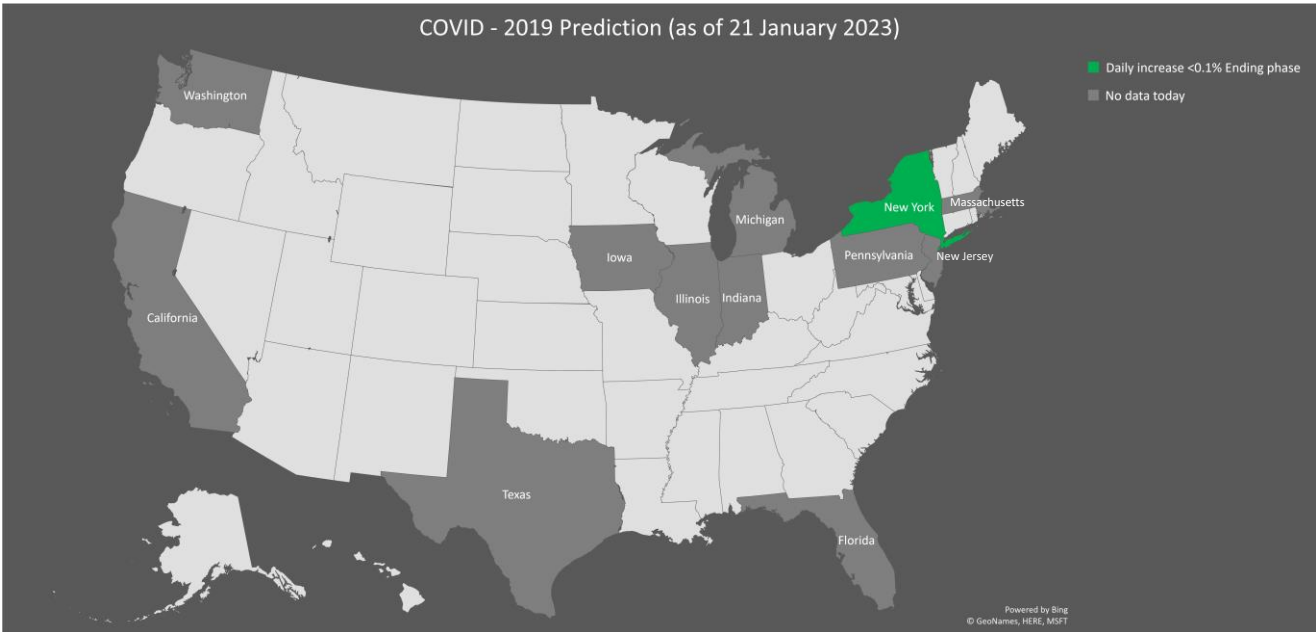 COVID - 2019 Prediction (as of 21 January 2023)
Daily increase <0.1% Ending phase
No data today
Washington
New York
Massachusetts
Michigan
Pennsylvania
New Jersey
Iowa
Illinois
Indiana
California
Texas
Florida
Powered by Bing
© GeoNames, HERE, MSFT